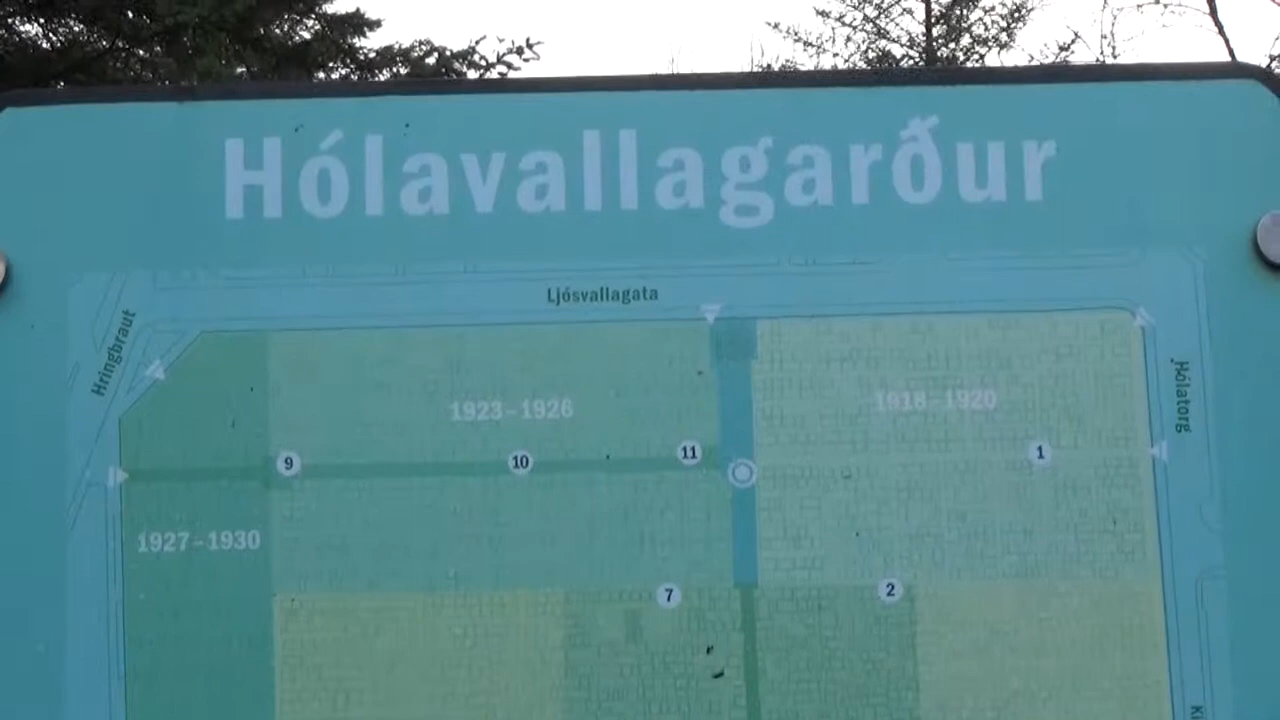 Hólavallagarður
Ljósvallagata
Hringbraut
Hólatorg
1923–1926
1918–1920
11
1
9
10
1927–1930
7
2